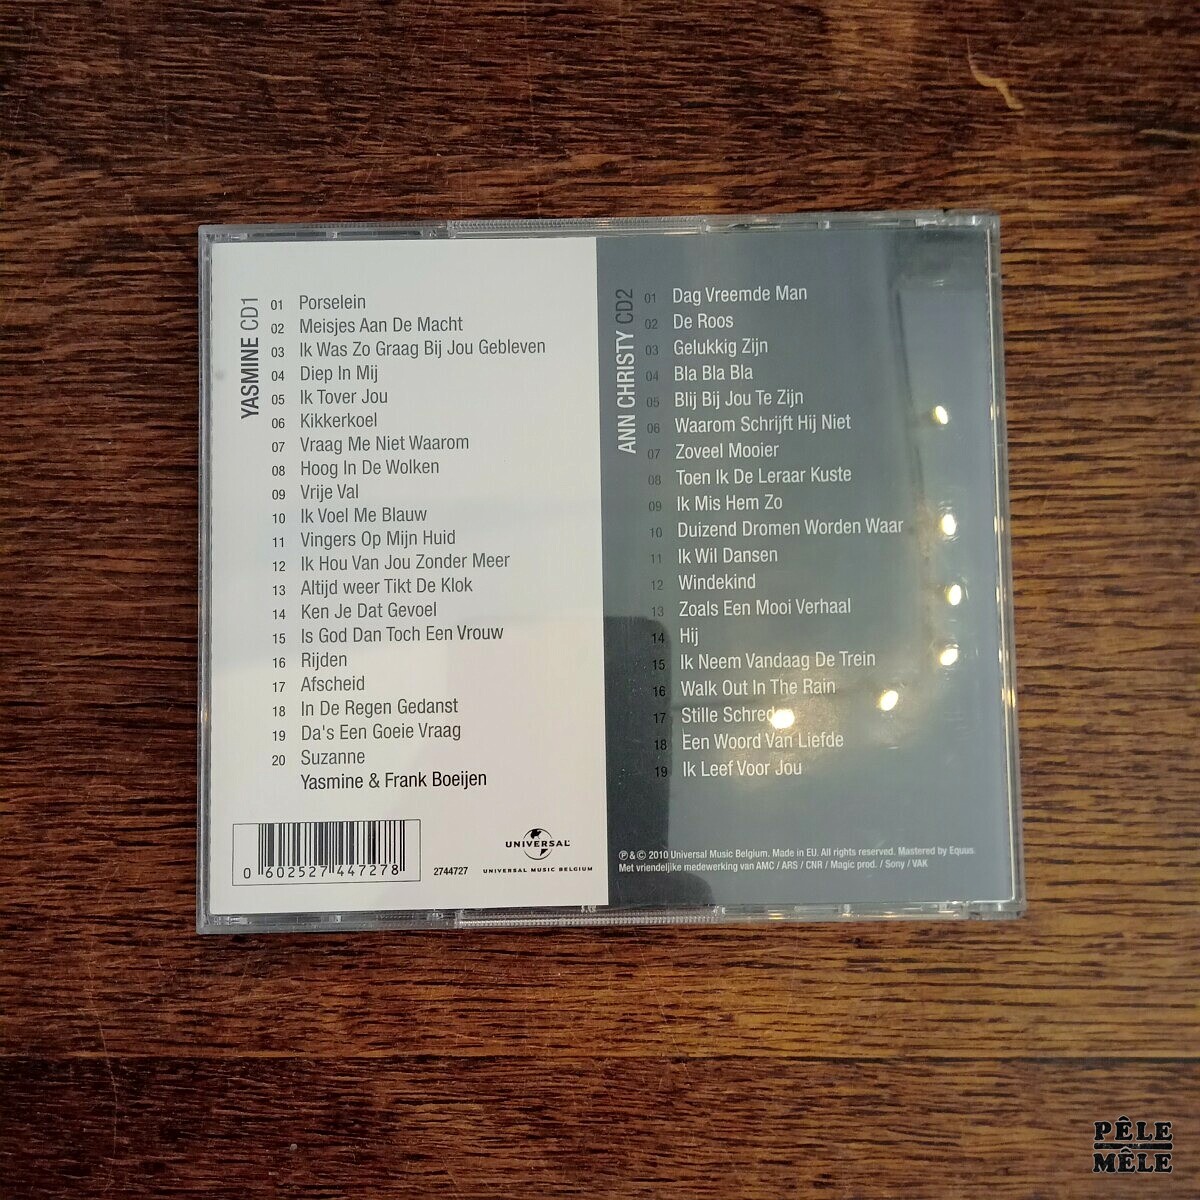 YASMINE CD1
01 Porselein
02 Meisjes Aan De Macht
03 Ik Was Zo Graag Bij Jou Gebleven
04 Diep In Mij
05 Ik Tover Jou
06 Kikkerkoel
07 Vraag Me Niet Waarom
08 Hoog In De Wolken
09 Vrije Val
10 Ik Voel Me Blauw
11 Vingers Op Mijn Huid
12 Ik Hou Van Jou Zonder Meer
13 Altijd weer Tikt De Klok
14 Ken Je Dat Gevoel
15 Is God Dan Toch Een Vrouw
16 Rijden
17 Afscheid
18 In De Regen Gedanst
19 Da's Een Goeie Vraag
20 Suzanne
Yasmine & Frank Boeijen
0 602527 447278
2744727
UNIVERSAL
UNIVERSAL MUSIC BELGIUM
ANN CHRISTY CD2
01 Dag Vreemde Man
02 De Roos
03 Gelukkig Zijn
04 Bla Bla Bla
05 Blij Bij Jou Te Zijn
06 Waarom Schrijft Hij Niet
07 Zoveel Mooier
08 Toen Ik De Leraar Kuste
09 Ik Mis Hem Zo
10 Duizend Dromen Worden Waar
11 Ik Wil Dansen
12 Windekind
13 Zoals Een Mooi Verhaal
14 Hij
15 Ik Neem Vandaag De Trein
16 Walk Out In The Rain
17 Stille
18 Een Woord Van Liefde
19 Ik Leef Voor Jou
℗ & © 2010 Universal Music Belgium. Made in EU. All rights reserved. Mastered by Equus.
Met vriendelijke medewerking van AMC / ARS / CNR / Magic prod. / Sony / VAK
PÊLE
MÊLE